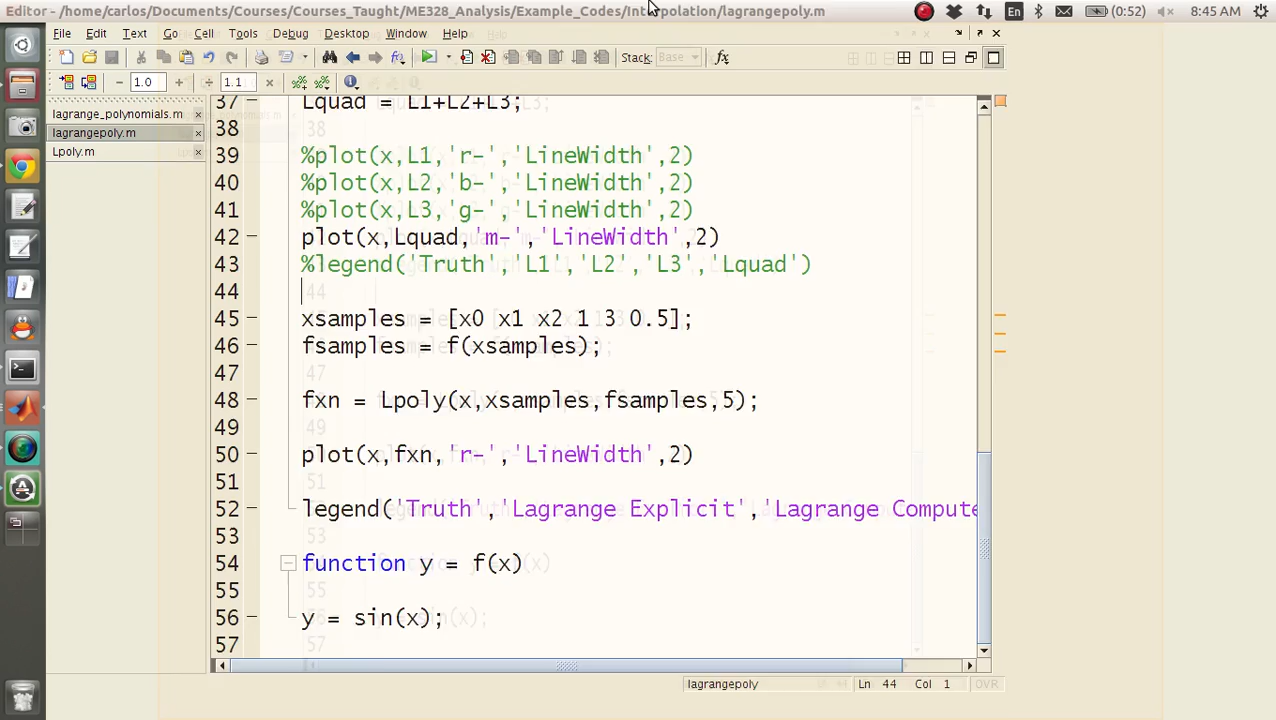 Editor - /home/carlos/Documents/Courses/Courses_Taught/ME328_Analysis/Example_Codes/Interpolation/lagrangepoly.m
En (0:52) 8:45 AM
File Edit Text Go Cell Tools Debug Desktop Window Help
Stack: Base fx
1.0 1.1
lagrange_polynomials.m
lagrangepoly.m
Lpoly.m
37 Lquad = L1+L2+L3;
38
39 %plot(x,L1,'r-','LineWidth',2)
40 %plot(x,L2,'b-','LineWidth',2)
41 %plot(x,L3,'g-','LineWidth',2)
42 plot(x,Lquad,'m-','LineWidth',2)
43 %legend('Truth','L1','L2','L3','Lquad')
44
45 xsamples = [x0 x1 x2 1 3 0.5];
46 fsamples = f(xsamples);
47
48 fxn = Lpoly(x,xsamples,fsamples,5);
49
50 plot(x,fxn,'r-','LineWidth',2)
51
52 legend('Truth','Lagrange Explicit','Lagrange Compute
53
54 function y = f(x)
55
56 y = sin(x);
57
lagrangepoly Ln 44 Col 1 OVR